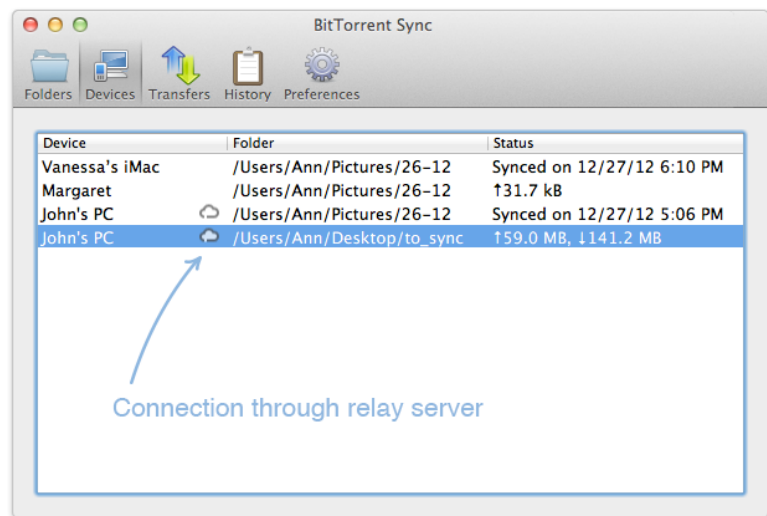 BitTorrent Sync
Folders Devices Transfers History Preferences
Device Folder Status
Vanessa's iMac /Users/Ann/Pictures/26-12 Synced on 12/27/12 6:10 PM
Margaret /Users/Ann/Pictures/26-12 ↑31.7 kB
John's PC /Users/Ann/Pictures/26-12 Synced on 12/27/12 5:06 PM
John's PC /Users/Ann/Desktop/to_sync ↑59.0 MB, ↓141.2 MB
Connection through relay server